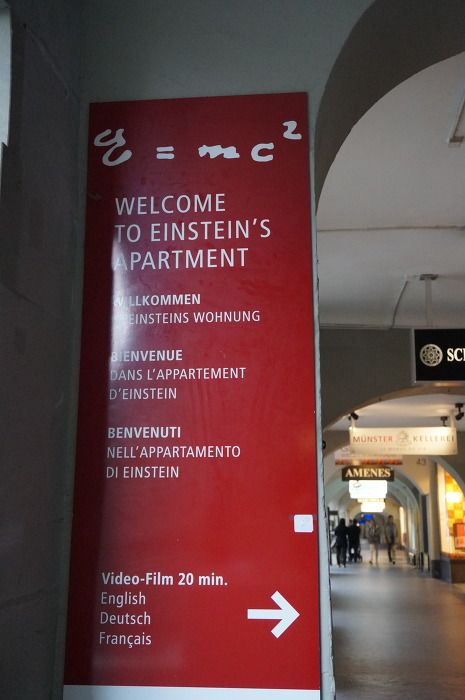 E = mc²
WELCOME
TO EINSTEIN'S
APARTMENT
WILLKOMMEN
EINSTEINS WOHNUNG
BIENVENUE
DANS L'APPARTEMENT
D'EINSTEIN
BENVENUTI
NELL'APPARTAMENTO
DI EINSTEIN
Video-Film 20 min.
English
Deutsch
Français
MÜNSTER KELLEREI
AMENES
43